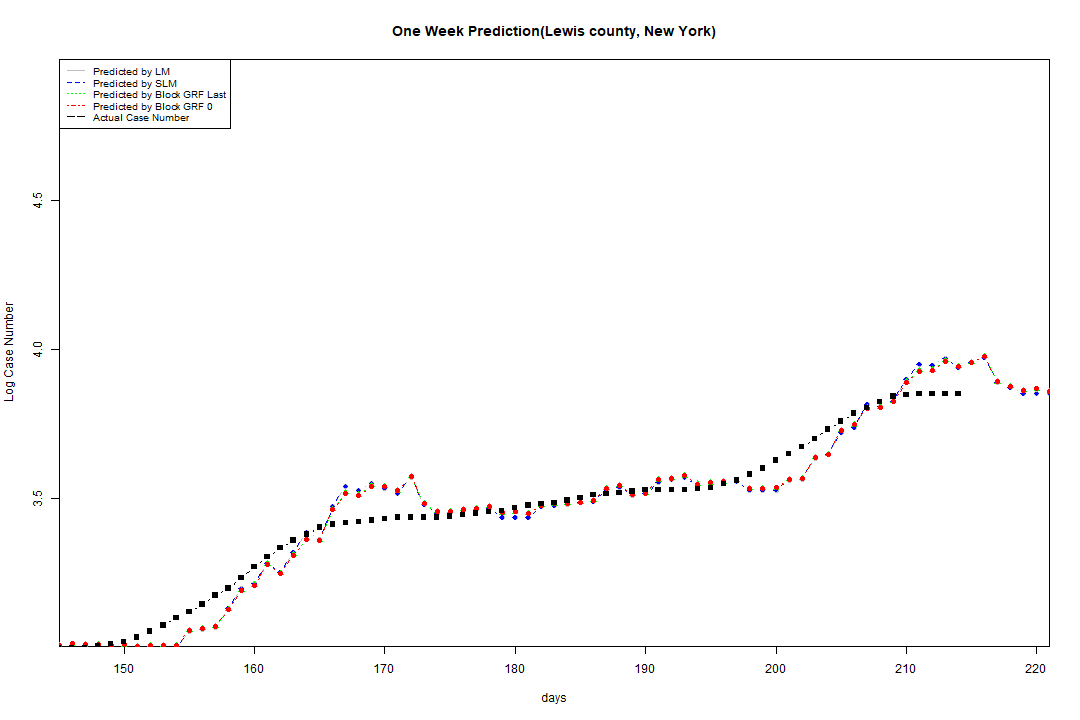 One Week Prediction(Lewis county, New York)
Predicted by LM
Predicted by SLM
Predicted by Block GRF Last
Predicted by Block GRF 0
Actual Case Number
4.5
4.0
3.5
Log Case Number
150 160 170 180 190 200 210 220
days